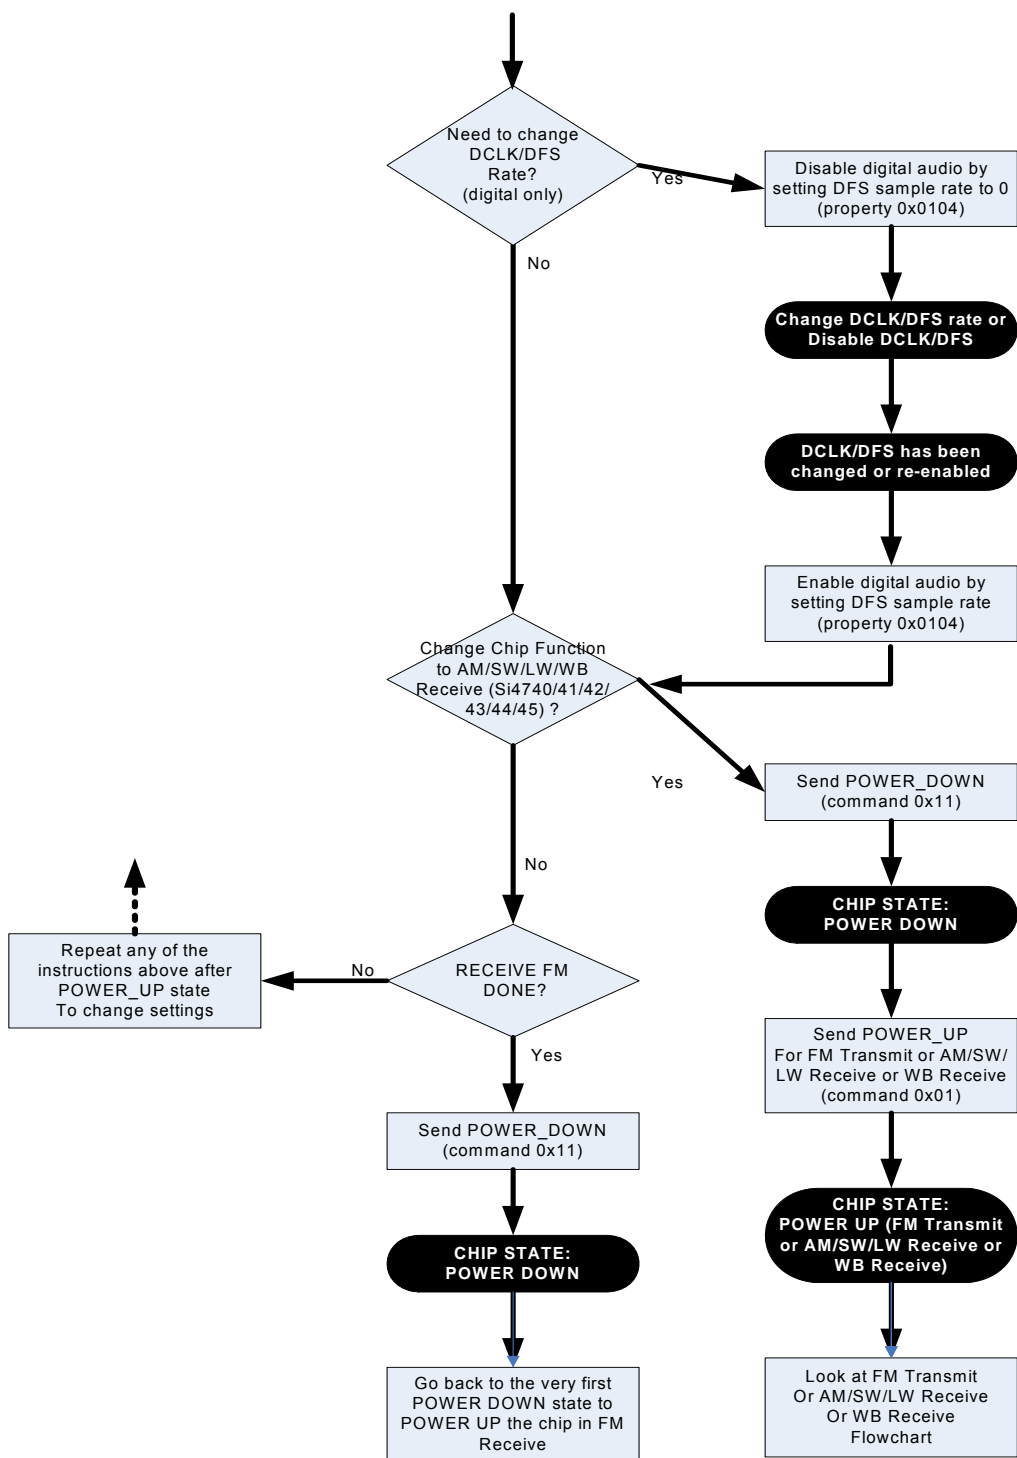 Need to change
DCLK/DFS
Rate?
(digital only)
Yes
Disable digital audio by
setting DFS sample rate to 0
(property 0x0104)
No
Change DCLK/DFS rate or
Disable DCLK/DFS
DCLK/DFS has been
changed or re-enabled
Enable digital audio by
setting DFS sample rate
(property 0x0104)
Change Chip Function
to AM/SW/LW/WB
Receive (Si4740/41/42/
43/44/45) ?
Yes
Send POWER_DOWN
(command 0x11)
No
CHIP STATE:
POWER DOWN
Repeat any of the
instructions above after
POWER_UP state
To change settings
No
RECEIVE FM
DONE?
Send POWER_UP
For FM Transmit or AM/SW/
LW Receive or WB Receive
(command 0x01)
Yes
Send POWER_DOWN
(command 0x11)
CHIP STATE:
POWER UP (FM Transmit
or AM/SW/LW Receive or
WB Receive)
CHIP STATE:
POWER DOWN
Go back to the very first
POWER DOWN state to
POWER UP the chip in FM
Receive
Look at FM Transmit
Or AM/SW/LW Receive
Or WB Receive
Flowchart